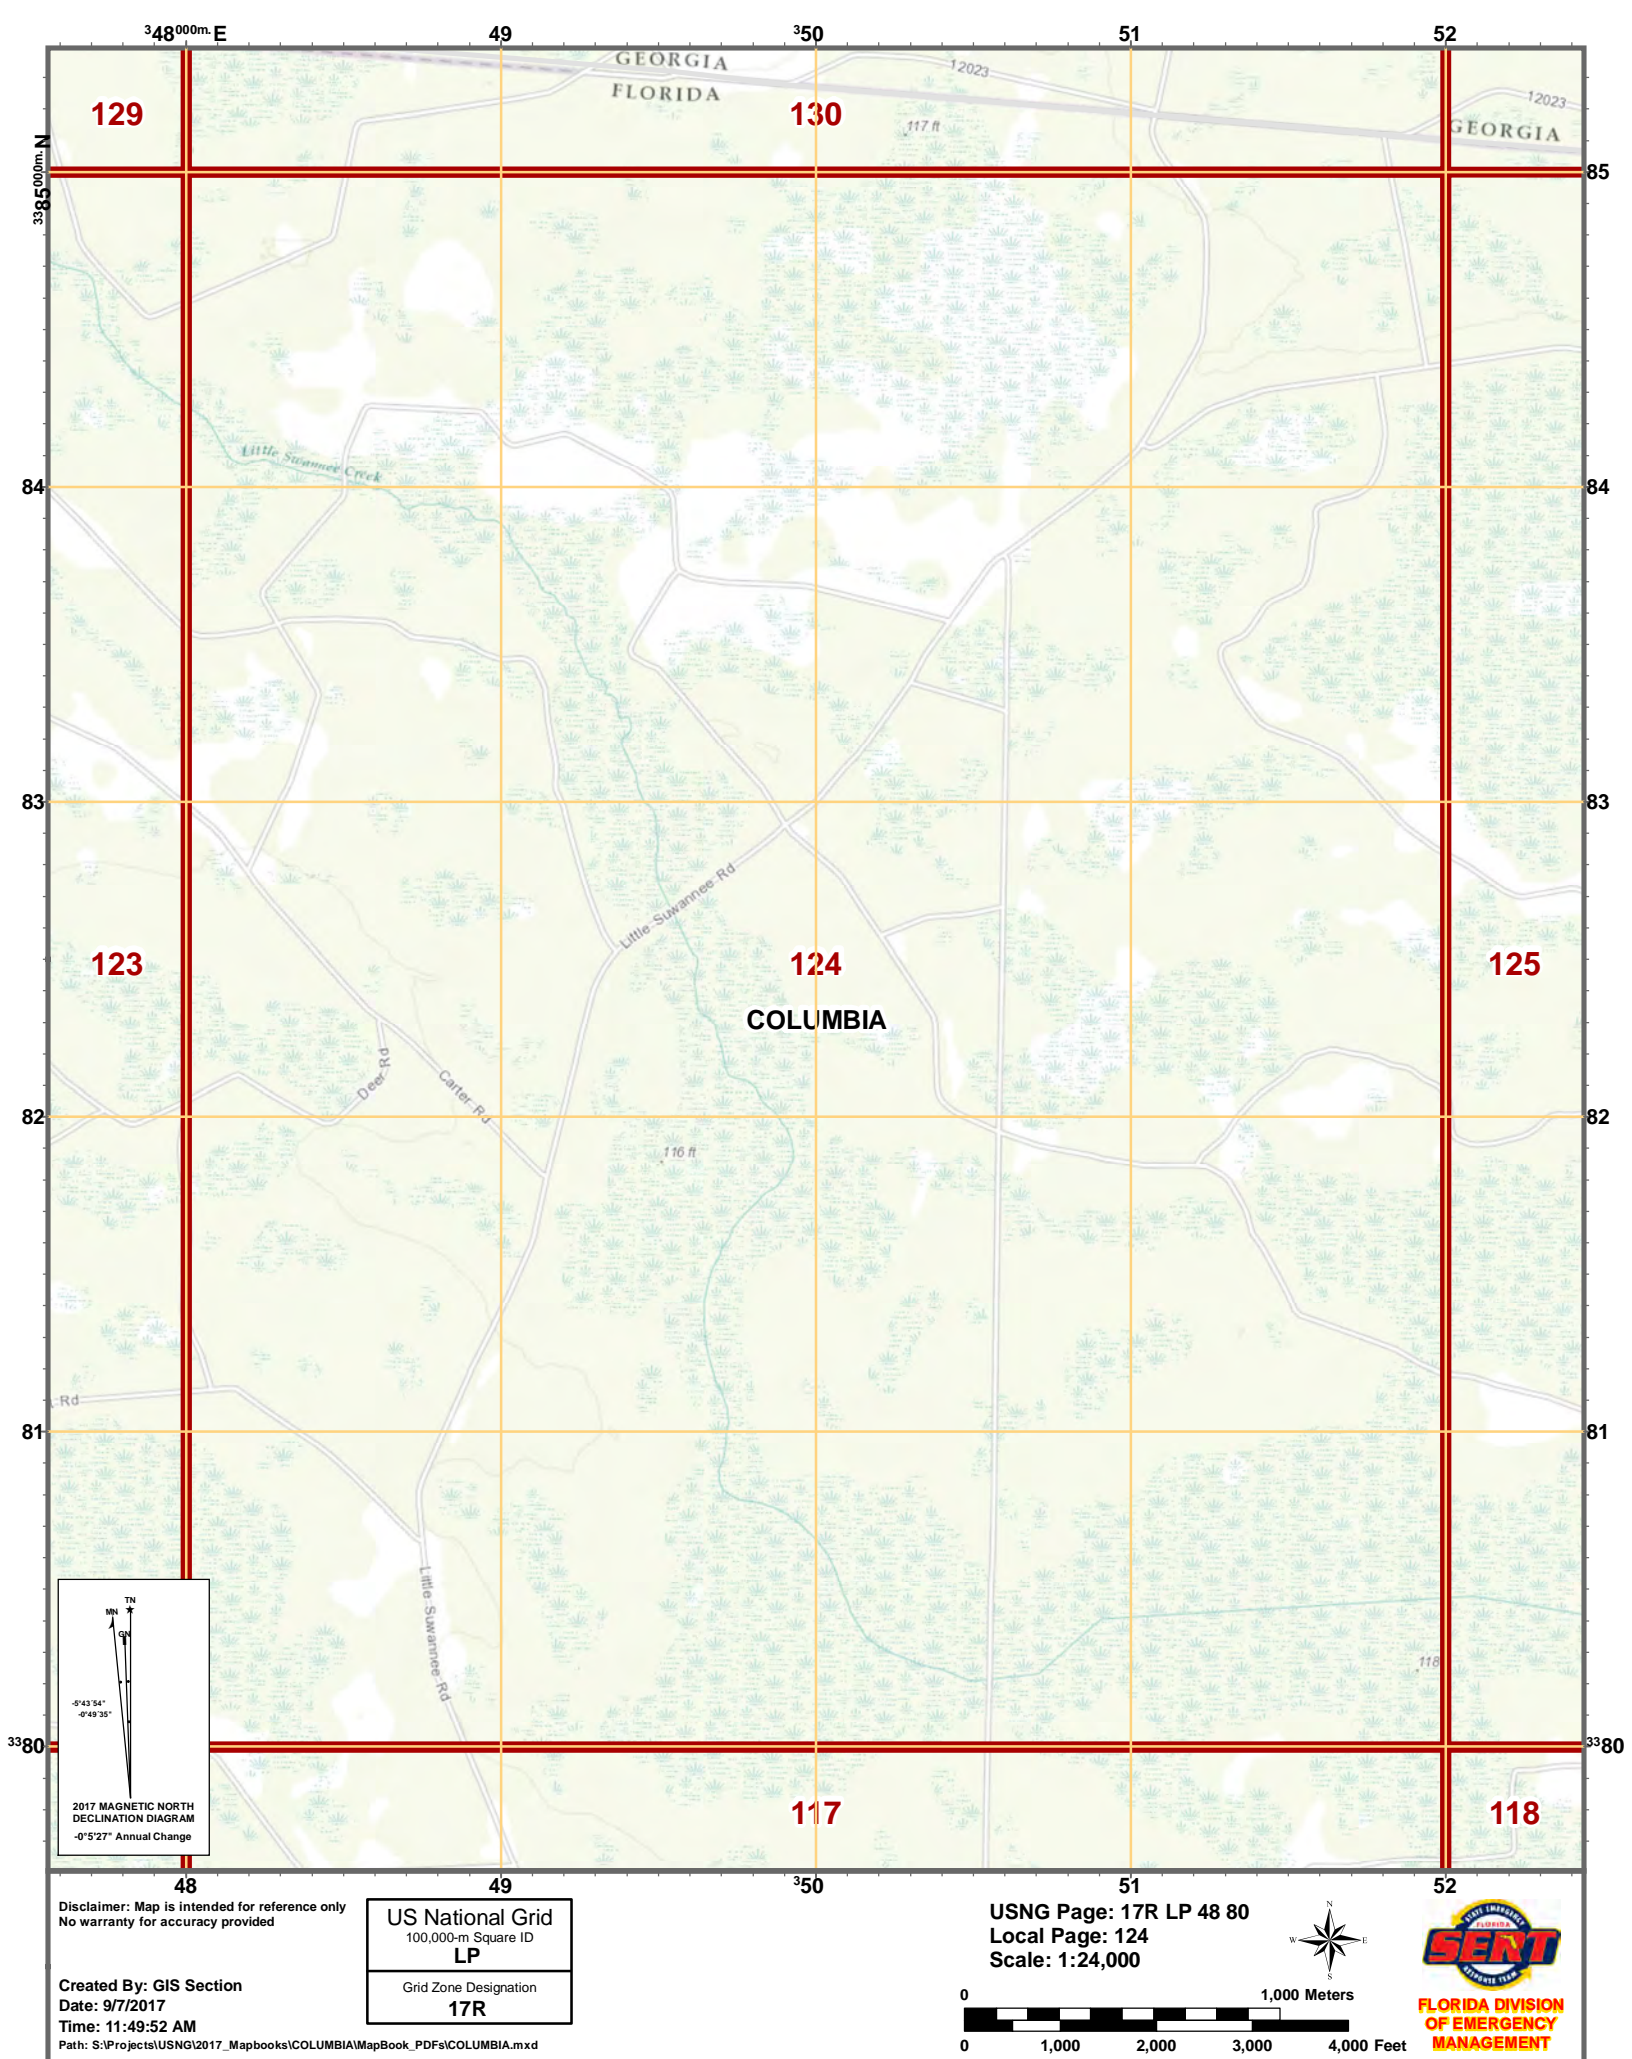 348000m. E 49 350 51 52
GEORGIA
FLORIDA
12023
12023
GEORGIA
129
130
117 ft
3385000m. N
85
Little Swannee Creek
84
84
83
83
Little Suwannee Rd
123
124
125
COLUMBIA
Deer Rd
Carter Rd
82
82
116 ft
Rd
81
81
Little Suwannee Rd
118
TN
MN
GN
-5°43'54"
-0°49'35"
2017 MAGNETIC NORTH
DECLINATION DIAGRAM
-0°5'27" Annual Change
3380
3380
117
118
48 49 350 51 52
Disclaimer: Map is intended for reference only
No warranty for accuracy provided
Created By: GIS Section
Date: 9/7/2017
Time: 11:49:52 AM
Path: S:\Projects\USNG\2017_Mapbooks\COLUMBIA\MapBook_PDFs\COLUMBIA.mxd
US National Grid
100,000-m Square ID
LP
Grid Zone Designation
17R
USNG Page: 17R LP 48 80
Local Page: 124
Scale: 1:24,000
N
W E
S
0 1,000 Meters
0 1,000 2,000 3,000 4,000 Feet
STATE EMERGENCY
FLORIDA
SERT
RESPONSE TEAM
FLORIDA DIVISION
OF EMERGENCY
MANAGEMENT